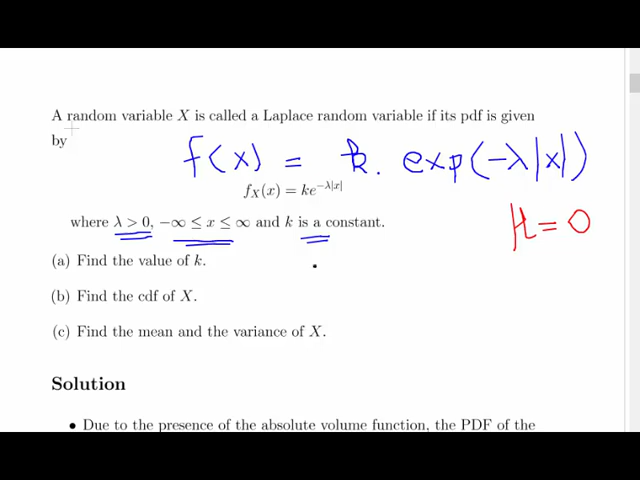 A random variable X is called a Laplace random variable if its pdf is given
by
f(x) = k. exp(-λ|x|)
f_X(x) = ke^{-λ|x|}
where λ > 0, -∞ ≤ x ≤ ∞ and k is a constant.
μ = 0
(a) Find the value of k.
(b) Find the cdf of X.
(c) Find the mean and the variance of X.
Solution
• Due to the presence of the absolute volume function, the PDF of the